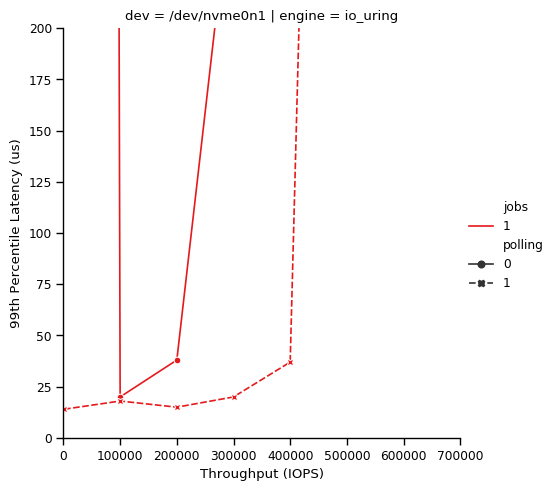 dev = /dev/nvme0n1 | engine = io_uring
200
175
150
125
100
75
50
25
0
99th Percentile Latency (us)
0 100000 200000 300000 400000 500000 600000 700000
Throughput (IOPS)
jobs
1
polling
0
1